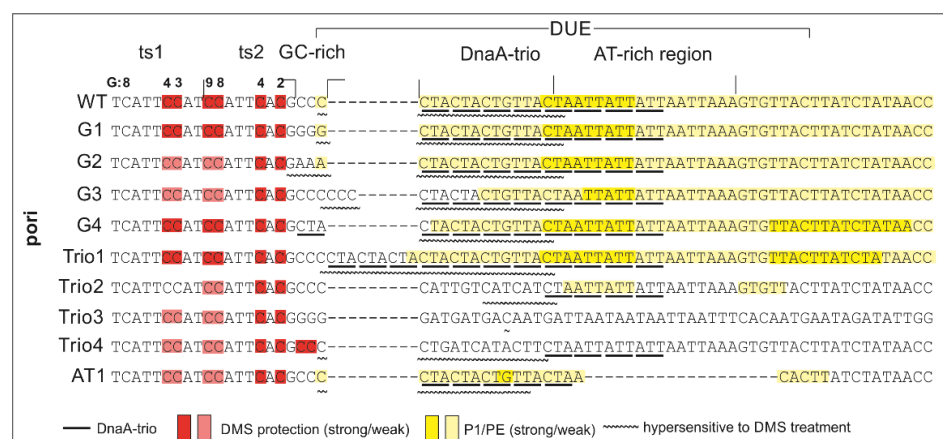 DUE
ts1 ts2 GC-rich DnaA-trio AT-rich region
G:8 4 3 9 8 4 2
WT TCATTCCATCCATTCACGCCC---------CTACTACTGTTACTAATTATTATTAATTAAAGTGTTACTTATCTATAACC
G1 TCATTCCATCCATTCACGGGG---------CTACTACTGTTACTAATTATTATTAATTAAAGTGTTACTTATCTATAACC
G2 TCATTCCATCCATTCACGAAA---------CTACTACTGTTACTAATTATTATTAATTAAAGTGTTACTTATCTATAACC
G3 TCATTCCATCCATTCACGCCCCCC------CTACTACTGTTACTAATTATTATTAATTAAAGTGTTACTTATCTATAACC
G4 TCATTCCATCCATTCACGCTA---------CTACTACTGTTACTAATTATTATTAATTAAAGTGTTACTTATCTATAACC
Trio1 TCATTCCATCCATTCACGCCCCTACTACTACTACTACTGTTACTAATTATTATTAATTAAAGTGTTACTTATCTATAACC
Trio2 TCATTCCATCCATTCACGCCC---------CATTGTCATCATCTAATTATTATTAATTAAAGTGTTACTTATCTATAACC
Trio3 TCATTCCATCCATTCACGGGG---------GATGATGACAATGATTAATAATAATTAATTTCACAATGAATAGATATTGG
Trio4 TCATTCCATCCATTCACGCCC---------CTGATCATACTTCTAATTATTATTAATTAAAGTGTTACTTATCTATAACC
AT1 TCATTCCATCCATTCACGCCC---------CTACTACTGTTACTAA-------------------CACTTATCTATAACC
pori
DnaA-trio DMS protection (strong/weak) P1/PE (strong/weak) hypersensitive to DMS treatment